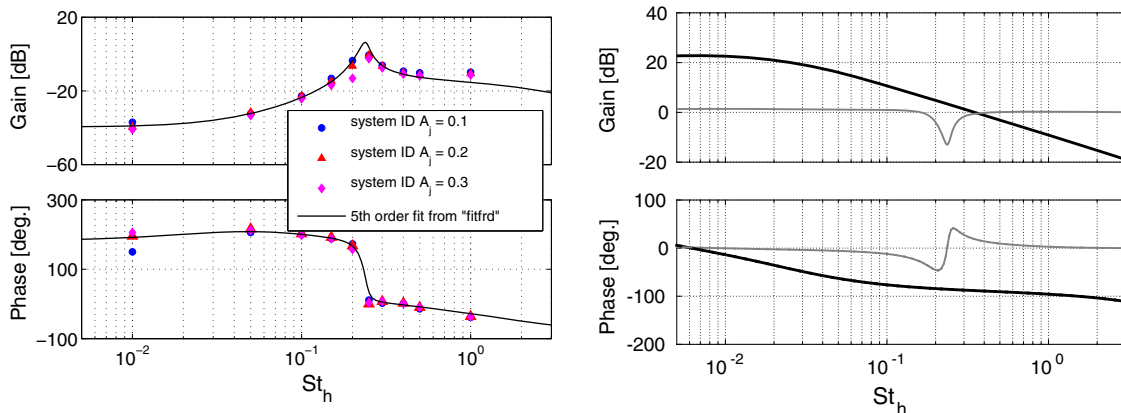 20
−20
−60
Gain [dB]
system ID A_j = 0.1
system ID A_j = 0.2
system ID A_j = 0.3
5th order fit from "fitfrd"
300
100
−100
Phase [deg.]
10^−2
10^−1
10^0
St_h
40
20
0
-20
Gain [dB]
100
0
-100
-200
Phase [deg.]
10^-2
10^-1
10^0
St_h